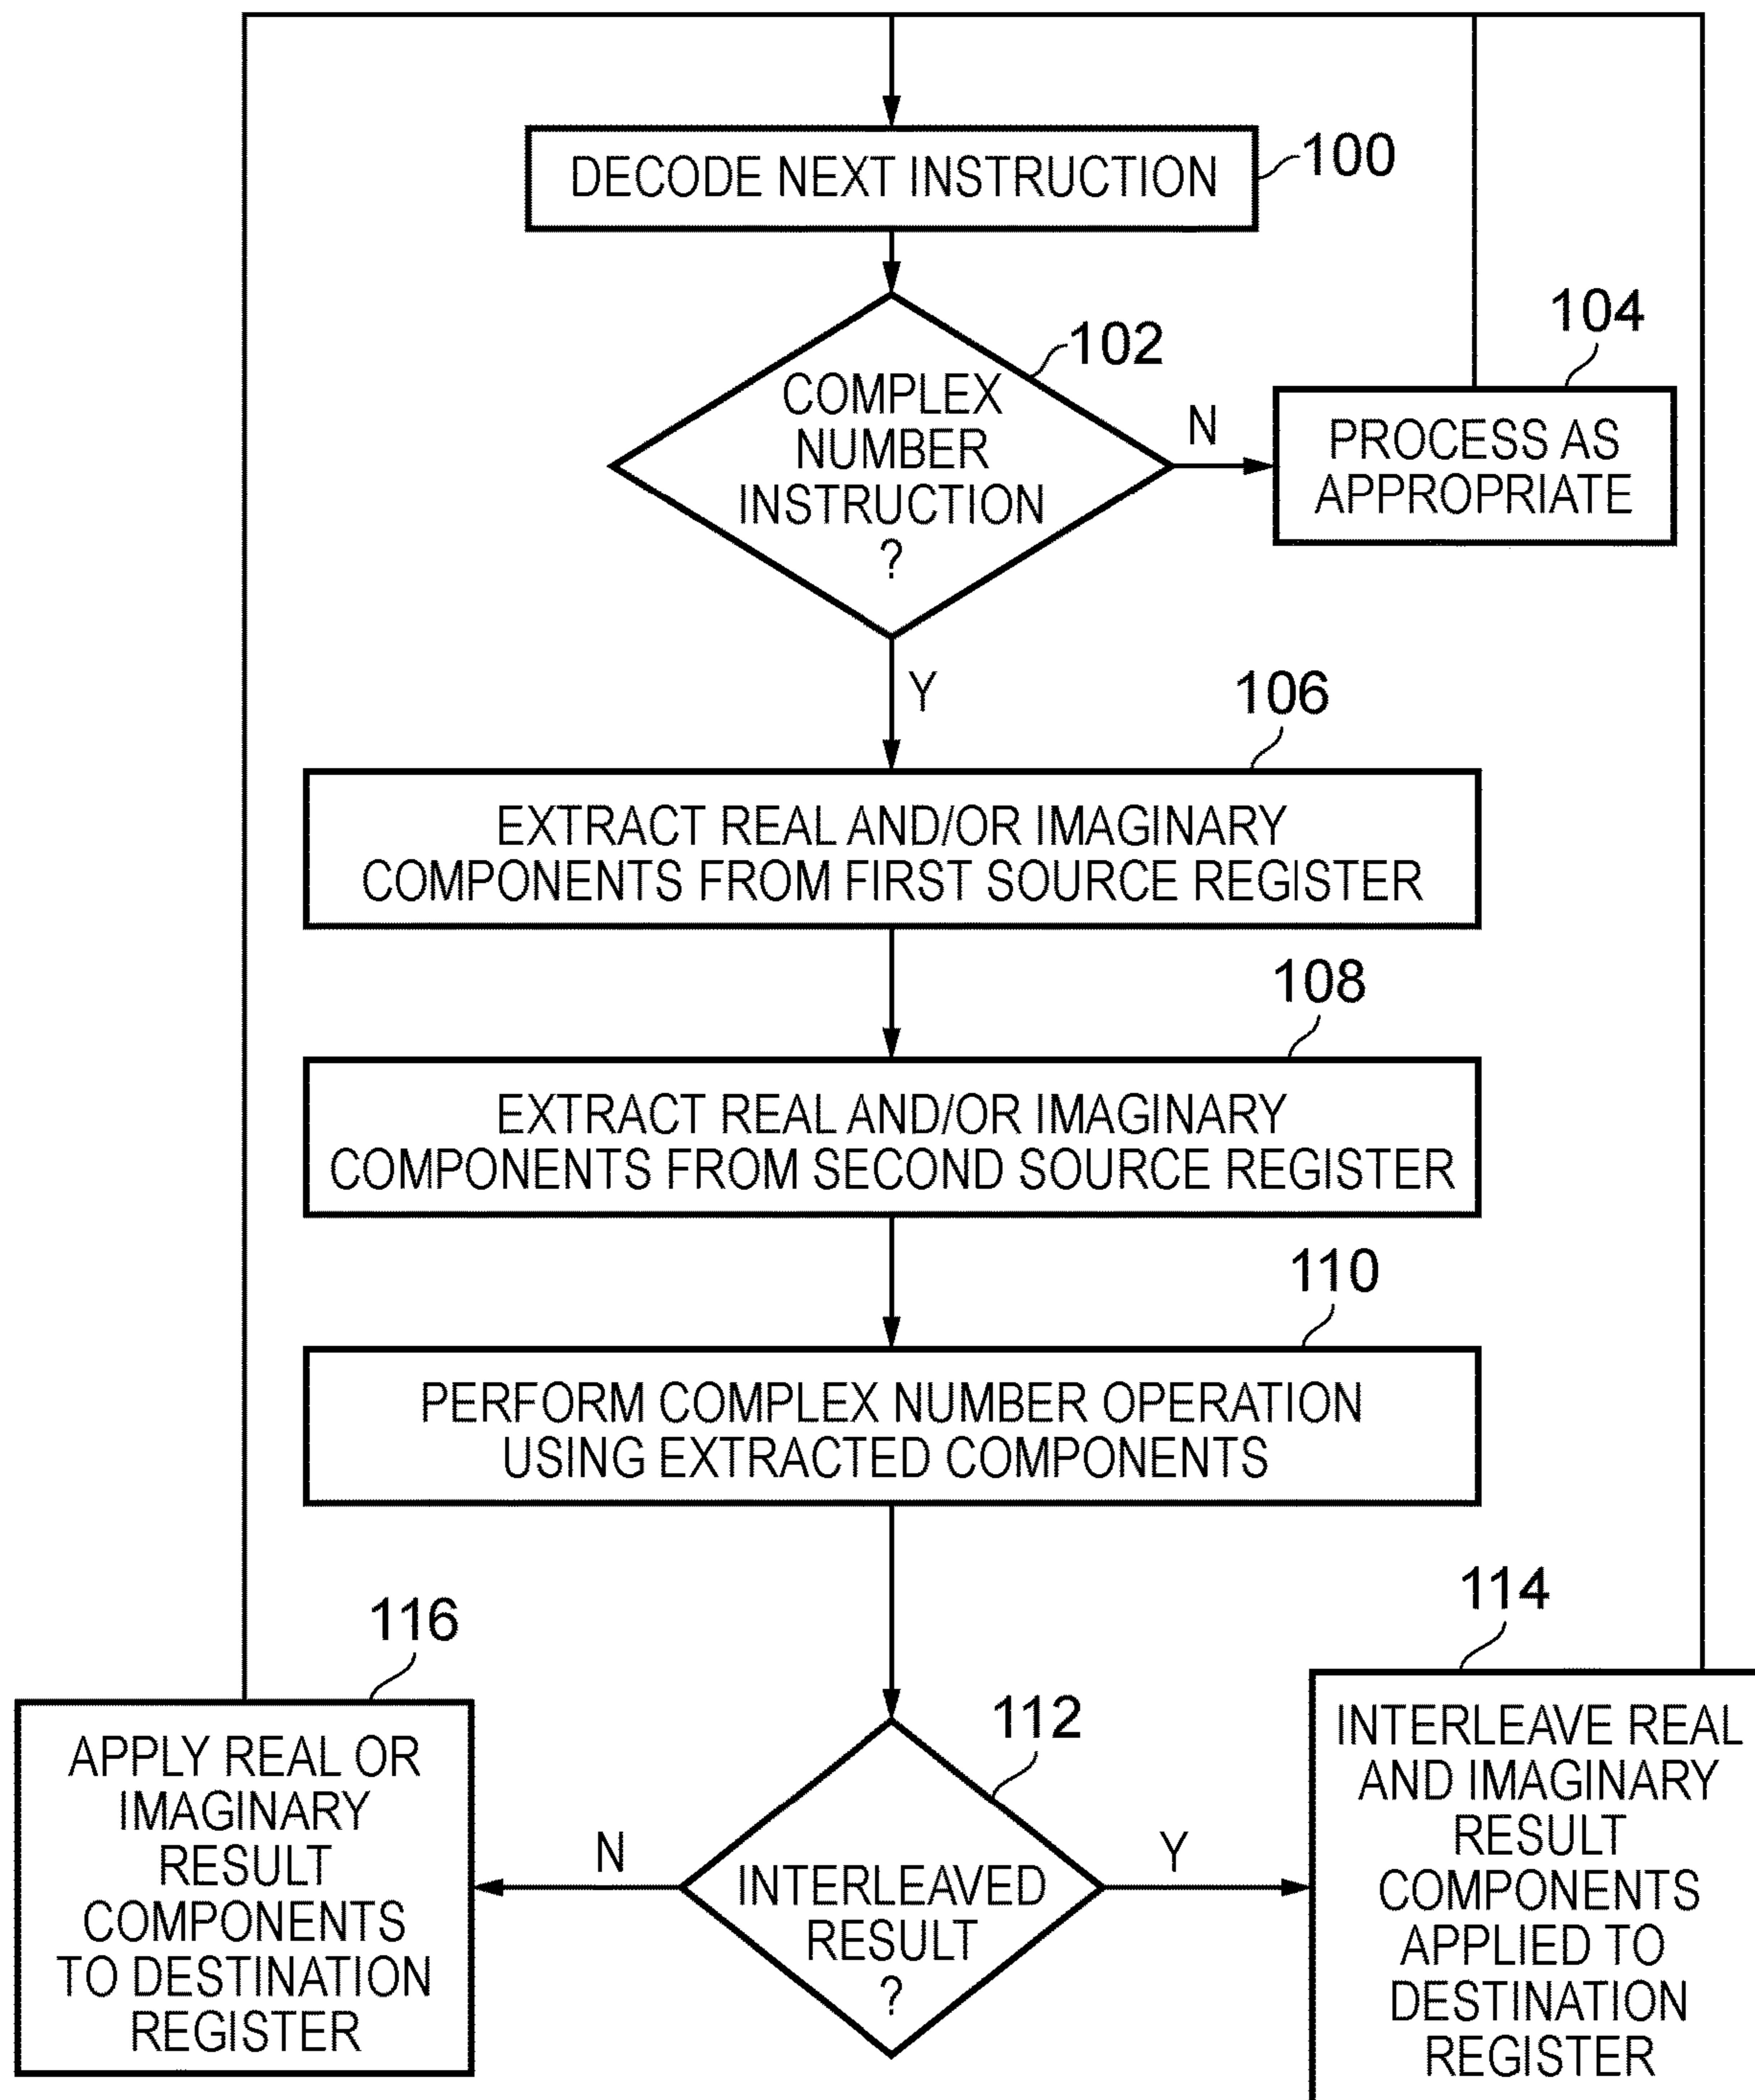 DECODE NEXT INSTRUCTION
100
102
COMPLEX
NUMBER
INSTRUCTION
?
N
104
PROCESS AS
APPROPRIATE
Y
106
EXTRACT REAL AND/OR IMAGINARY
COMPONENTS FROM FIRST SOURCE REGISTER
108
EXTRACT REAL AND/OR IMAGINARY
COMPONENTS FROM SECOND SOURCE REGISTER
110
PERFORM COMPLEX NUMBER OPERATION
USING EXTRACTED COMPONENTS
116
APPLY REAL OR
IMAGINARY
RESULT
COMPONENTS
TO DESTINATION
REGISTER
N
112
INTERLEAVED
RESULT
?
Y
114
INTERLEAVE REAL
AND IMAGINARY
RESULT
COMPONENTS
APPLIED TO
DESTINATION
REGISTER